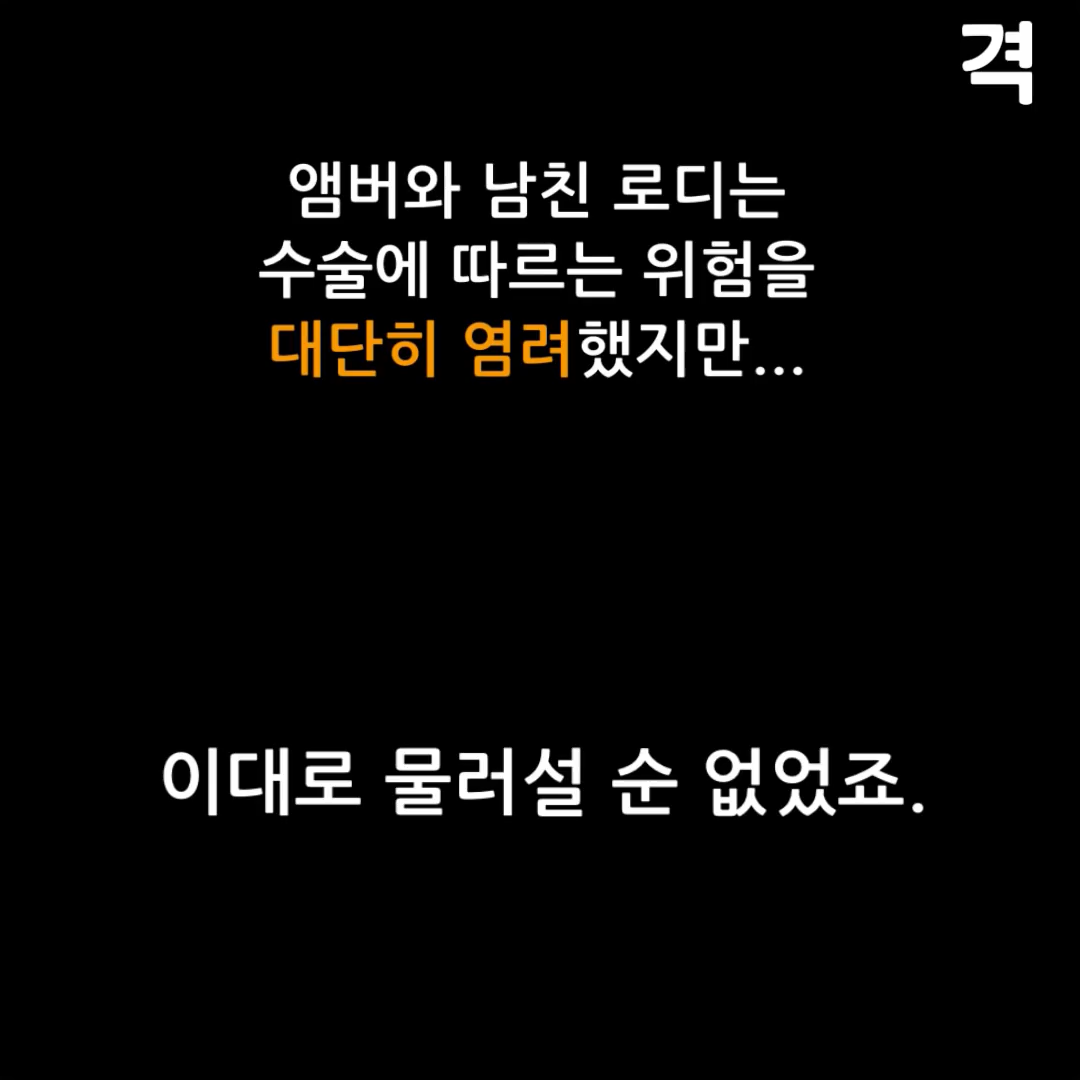 격
앰버와 남친 로디는
수술에 따르는 위험을
대단히 염려했지만...
이대로 물러설 순 없었죠.